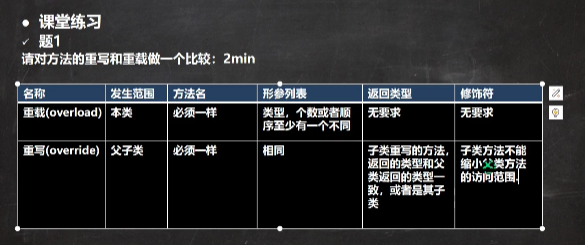 课堂练习
题1
请对方法的重写和重载做一个比较：2min
名称 发生范围 方法名 形参列表 返回类型 修饰符
重载(overload) 本类 必须一样 类型，个数或者顺序至少有一个不同 无要求 无要求
重写(override) 父子类 必须一样 相同 子类重写的方法，返回的类型和父类返回的类型一致，或者是其子类 子类方法不能缩小父类方法的访问范围.